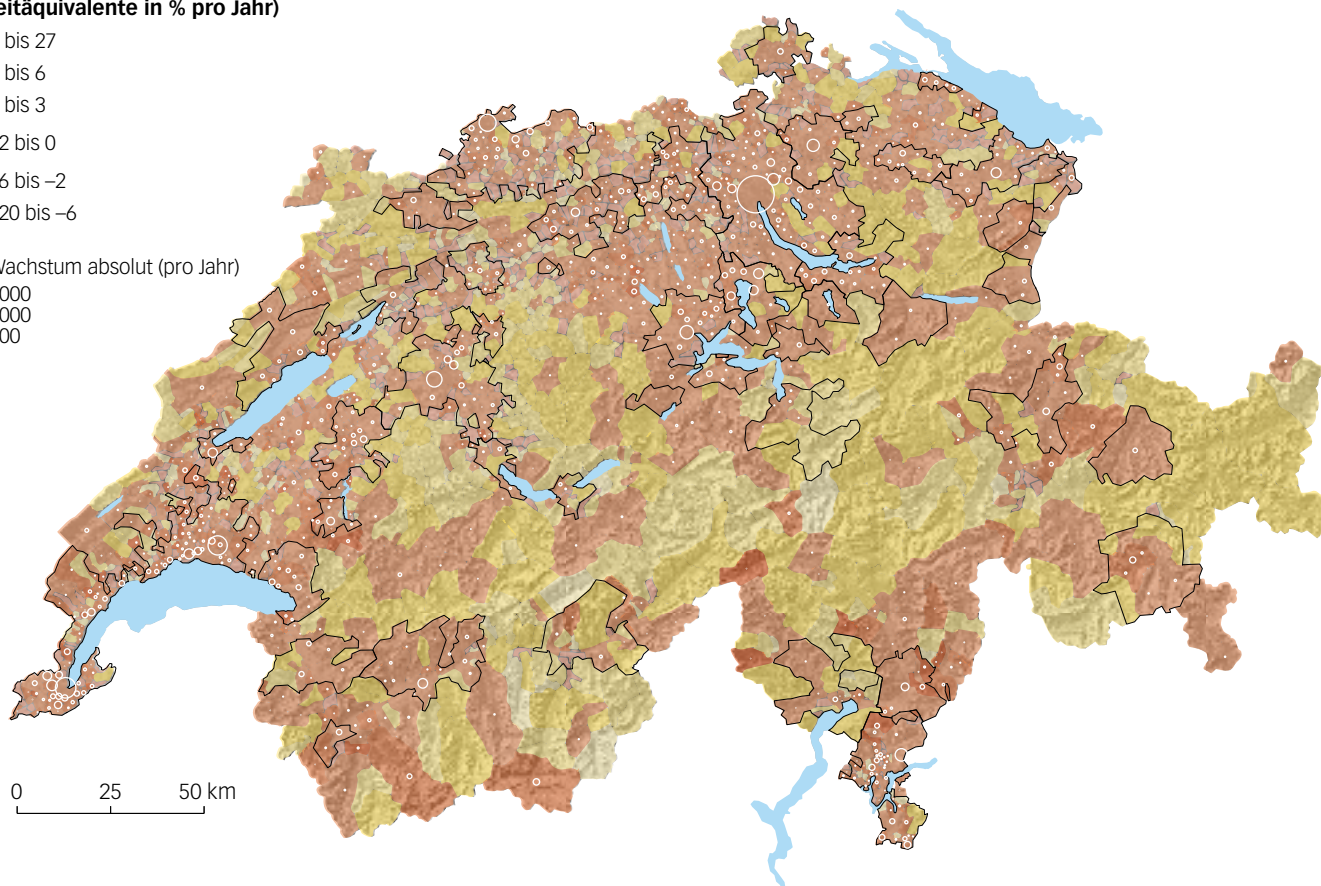 eitäquivalente in % pro Jahr)
bis 27
bis 6
bis 3
2 bis 0
6 bis –2
20 bis –6
Wachstum absolut (pro Jahr)
000
000
00
0 25 50 km